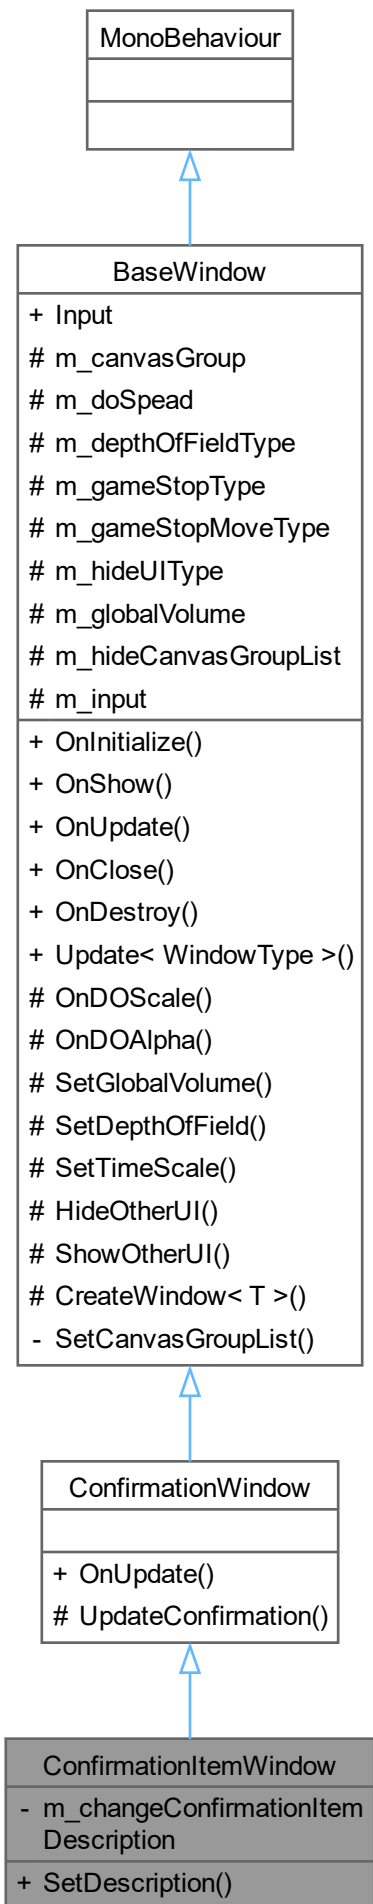 MonoBehaviour
BaseWindow
+ Input
# m_canvasGroup
# m_doSpead
# m_depthOfFieldType
# m_gameStopType
# m_gameStopMoveType
# m_hideUIType
# m_globalVolume
# m_hideCanvasGroupList
# m_input
+ OnInitialize()
+ OnShow()
+ OnUpdate()
+ OnClose()
+ OnDestroy()
+ Update< WindowType >()
# OnDOScale()
# OnDOAlpha()
# SetGlobalVolume()
# SetDepthOfField()
# SetTimeScale()
# HideOtherUI()
# ShowOtherUI()
# CreateWindow< T >()
- SetCanvasGroupList()
ConfirmationWindow
+ OnUpdate()
# UpdateConfirmation()
ConfirmationItemWindow
- m_changeConfirmationItem
Description
+ SetDescription()